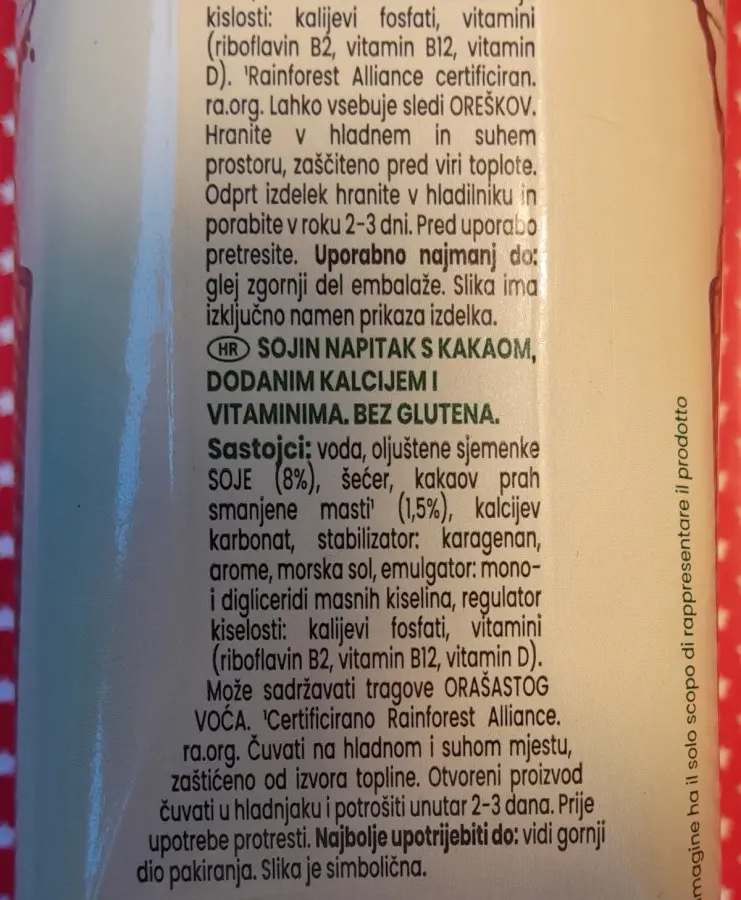 kislosti: kalijevi fosfati, vitamini
(riboflavin B2, vitamin B12, vitamin
D). ¹Rainforest Alliance certificiran.
ra.org. Lahko vsebuje sledi OREŠKOV.
Hranite v hladnem in suhem
prostoru, zaščiteno pred viri toplote.
Odprt izdelek hranite v hladilniku in
porabite v roku 2-3 dni. Pred uporabo
pretresite. Uporabno najmanj do:
glej zgornji del embalaže. Slika ima
izključno namen prikaza izdelka.
HR SOJIN NAPITAK S KAKAOM,
DODANIM KALCIJEM I
VITAMINIMA. BEZ GLUTENA.
Sastojci: voda, oljuštene sjemenke
SOJE (8%), šećer, kakaov prah
smanjene masti¹ (1,5%), kalcijev
karbonat, stabilizator: karagenan,
arome, morska sol, emulgator: mono-
i digliceridi masnih kiselina, regulator
kiselosti: kalijevi fosfati, vitamini
(riboflavin B2, vitamin B12, vitamin D).
Može sadržavati tragove ORAŠASTOG
VOĆA. ¹Certificirano Rainforest Alliance.
ra.org. Čuvati na hladnom i suhom mjestu,
zaštićeno od izvora topline. Otvoreni proizvod
čuvati u hladnjaku i potrošiti unutar 2-3 dana. Prije
upotrebe protresti. Najbolje upotrijebiti do: vidi gornji
dio pakiranja. Slika je simbolična.
mmagine ha il solo scopo di rappresentare il prodotto